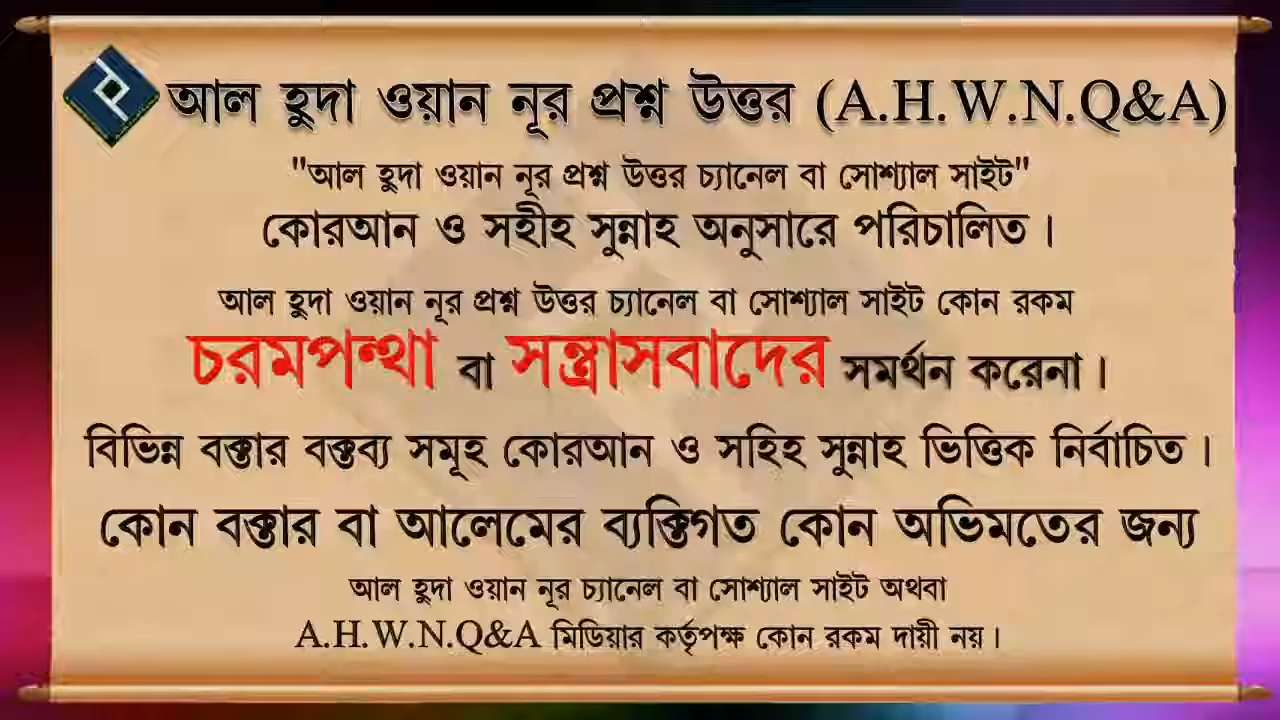 আল হুদা ওয়ান নূর প্রশ্ন উত্তর (A.H.W.N.Q&A)
"আল হুদা ওয়ান নূর প্রশ্ন উত্তর চ্যানেল বা সোশ্যাল সাইট"
কোরআন ও সহীহ সুন্নাহ অনুসারে পরিচালিত।
আল হুদা ওয়ান নূর প্রশ্ন উত্তর চ্যানেল বা সোশ্যাল সাইট কোন রকম
চরমপন্থা বা সন্ত্রাসবাদের সমর্থন করেনা।
বিভিন্ন বক্তার বক্তব্য সমূহ কোরআন ও সহিহ সুন্নাহ ভিত্তিক নির্বাচিত।
কোন বক্তার বা আলেমের ব্যক্তিগত কোন অভিমতের জন্য
আল হুদা ওয়ান নূর চ্যানেল বা সোশ্যাল সাইট অথবা
A.H.W.N.Q&A মিডিয়ার কর্তৃপক্ষ কোন রকম দায়ী নয়।